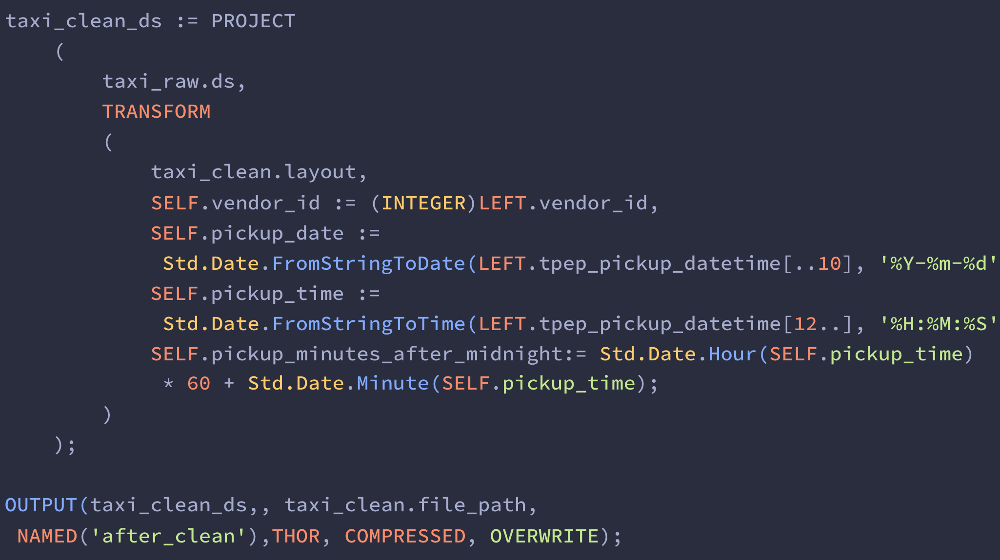 taxi_clean_ds := PROJECT
(
taxi_raw.ds,
TRANSFORM
(
taxi_clean.layout,
SELF.vendor_id := (INTEGER)LEFT.vendor_id,
SELF.pickup_date :=
Std.Date.FromStringToDate(LEFT.tpep_pickup_datetime[..10], '%Y-%m-%d'
SELF.pickup_time :=
Std.Date.FromStringToTime(LEFT.tpep_pickup_datetime[12..], '%H:%M:%S'
SELF.pickup_minutes_after_midnight:= Std.Date.Hour(SELF.pickup_time)
* 60 + Std.Date.Minute(SELF.pickup_time);
)
);
OUTPUT(taxi_clean_ds,, taxi_clean.file_path,
NAMED('after_clean'),THOR, COMPRESSED, OVERWRITE);